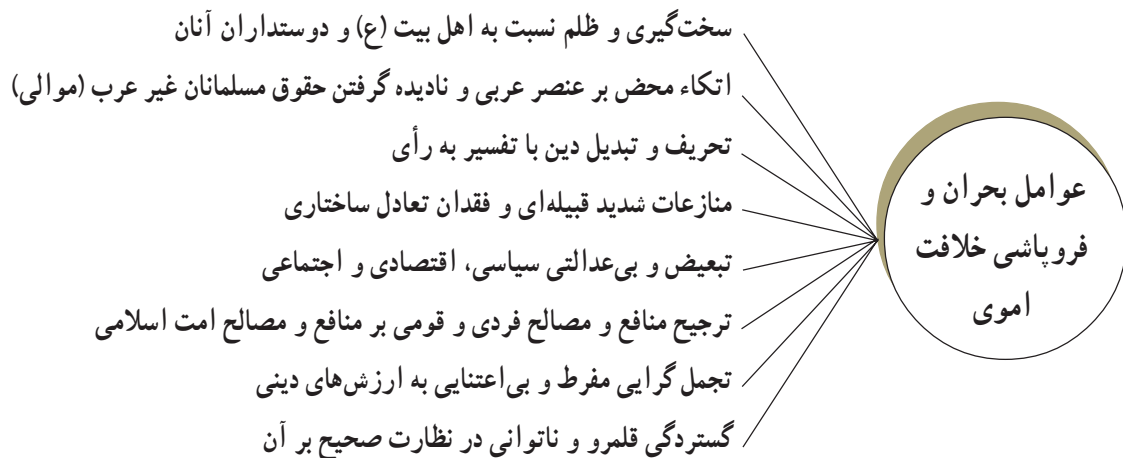 عوامل بحران و
فروپاشی خلافت
اموی
سخت‌گیری و ظلم نسبت به اهل بیت (ع) و دوستداران آنان
اتکاء محض بر عنصر عربی و نادیده گرفتن حقوق مسلمانان غیر عرب (موالی)
تحریف و تبدیل دین با تفسیر به رأی
منازعات شدید قبیله‌ای و فقدان تعادل ساختاری
تبعیض و بی‌عدالتی سیاسی، اقتصادی و اجتماعی
ترجیح منافع و مصالح فردی و قومی بر منافع و مصالح امت اسلامی
تجمل گرایی مفرط و بی‌اعتنایی به ارزش‌های دینی
گستردگی قلمرو و ناتوانی در نظارت صحیح بر آن